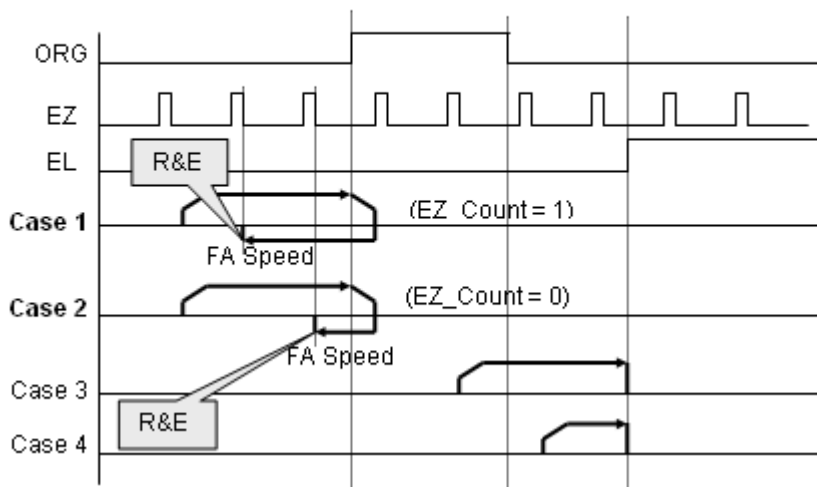 ORG
EZ
EL
R&E
Case 1
(EZ_Count = 1)
FA Speed
Case 2
(EZ_Count = 0)
FA Speed
Case 3
R&E
Case 4